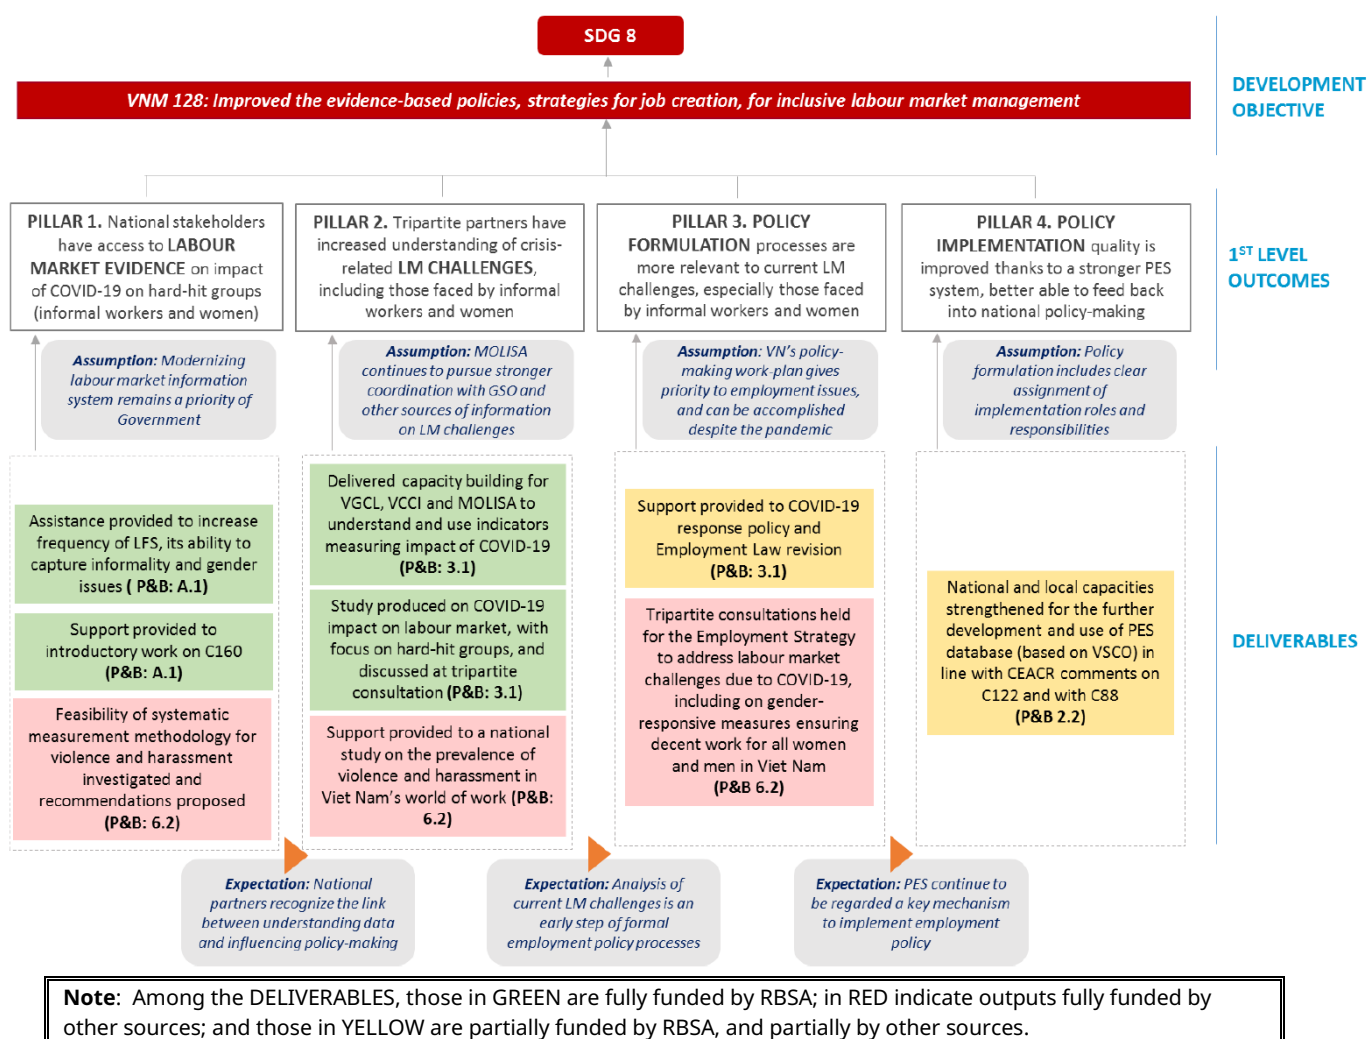 SDG 8
VNM 128: Improved the evidence-based policies, strategies for job creation, for inclusive labour market management
DEVELOPMENT
OBJECTIVE
PILLAR 1. National stakeholders
have access to LABOUR
MARKET EVIDENCE on impact
of COVID-19 on hard-hit groups
(informal workers and women)
PILLAR 2. Tripartite partners have
increased understanding of crisis-
related LM CHALLENGES,
including those faced by informal
workers and women
PILLAR 3. POLICY
FORMULATION processes are
more relevant to current LM
challenges, especially those faced
by informal workers and women
PILLAR 4. POLICY
IMPLEMENTATION quality is
improved thanks to a stronger PES
system, better able to feed back
into national policy-making
1ST LEVEL
OUTCOMES
Assumption: Modernizing
labour market information
system remains a priority of
Government
Assumption: MOLISA
continues to pursue stronger
coordination with GSO and
other sources of information
on LM challenges
Assumption: VN's policy-
making work-plan gives
priority to employment issues,
and can be accomplished
despite the pandemic
Assumption: Policy
formulation includes clear
assignment of
implementation roles and
responsibilities
Assistance provided to increase
frequency of LFS, its ability to
capture informality and gender
issues ( P&B: A.1)
Support provided to
introductory work on C160
(P&B: A.1)
Feasibility of systematic
measurement methodology for
violence and harassment
investigated and
recommendations proposed
(P&B: 6.2)
Delivered capacity building for
VGCL, VCCI and MOLISA to
understand and use indicators
measuring impact of COVID-19
(P&B: 3.1)
Study produced on COVID-19
impact on labour market, with
focus on hard-hit groups, and
discussed at tripartite
consultation (P&B: 3.1)
Support provided to a national
study on the prevalence of
violence and harassment in
Viet Nam's world of work (P&B:
6.2)
Support provided to COVID-19
response policy and
Employment Law revision
(P&B: 3.1)
Tripartite consultations held
for the Employment Strategy
to address labour market
challenges due to COVID-19,
including on gender-
responsive measures ensuring
decent work for all women
and men in Viet Nam
(P&B 6.2)
National and local capacities
strengthened for the further
development and use of PES
database (based on VSCO) in
line with CEACR comments on
C122 and with C88
(P&B 2.2)
DELIVERABLES
Expectation: National
partners recognize the link
between understanding data
and influencing policy-making
Expectation: Analysis of
current LM challenges is an
early step of formal
employment policy processes
Expectation: PES continue to
be regarded a key mechanism
to implement employment
policy
Note: Among the DELIVERABLES, those in GREEN are fully funded by RBSA; in RED indicate outputs fully funded by
other sources; and those in YELLOW are partially funded by RBSA, and partially by other sources.